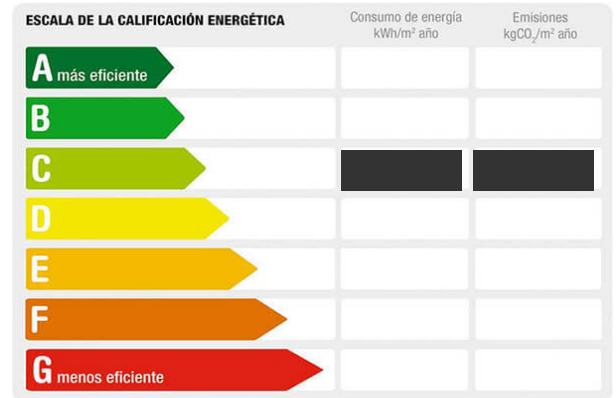 ESCALA DE LA CALIFICACIÓN ENERGÉTICA
Consumo de energía
kWh/m² año
Emisiones
kgCO₂/m² año
A más eficiente
B
C
D
E
F
G menos eficiente